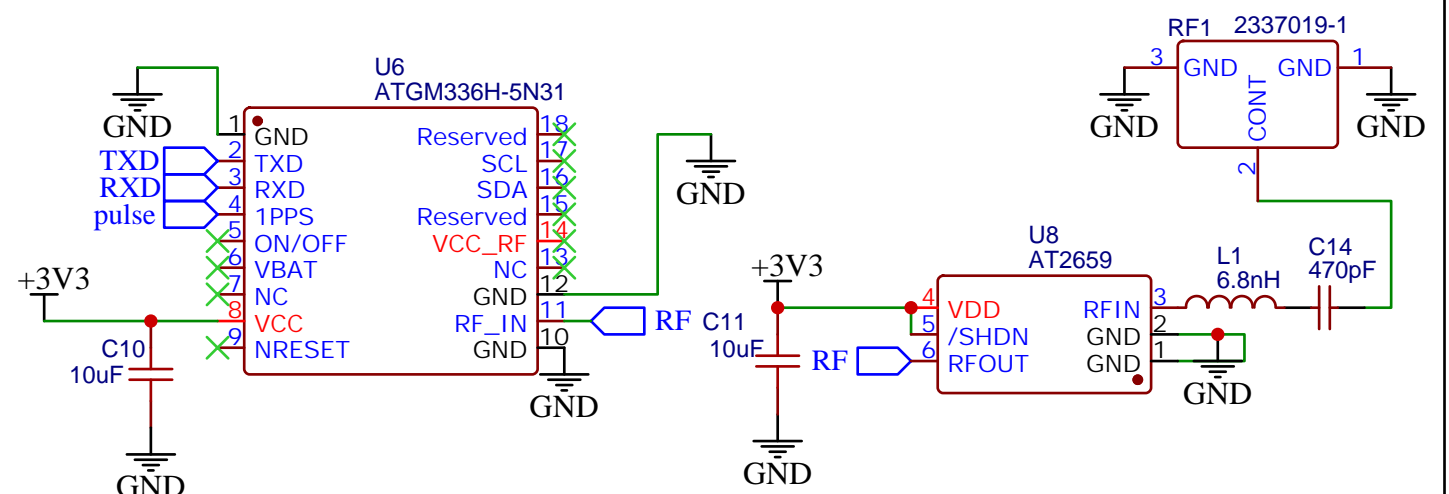 RF1 2337019-1
3 GND GND 1
CONT
2
GND
GND
U6
ATGM336H-5N31
GND
1 GND
TXD 2 TXD
RXD 3 RXD
pulse 4 1PPS
5 ON/OFF
6 VBAT
7 NC
8 VCC
9 NRESET
Reserved 18
SCL 17
SDA 16
Reserved 15
VCC_RF 14
NC 13
GND 12
RF_IN 11 RF
GND 10
GND
GND
+3V3
C10
10uF
GND
+3V3
C11
10uF
GND
U8
AT2659
4 VDD
5 /SHDN
RF 6 RFOUT
RFIN 3
GND 2
GND 1
GND
L1
6.8nH
C14
470pF